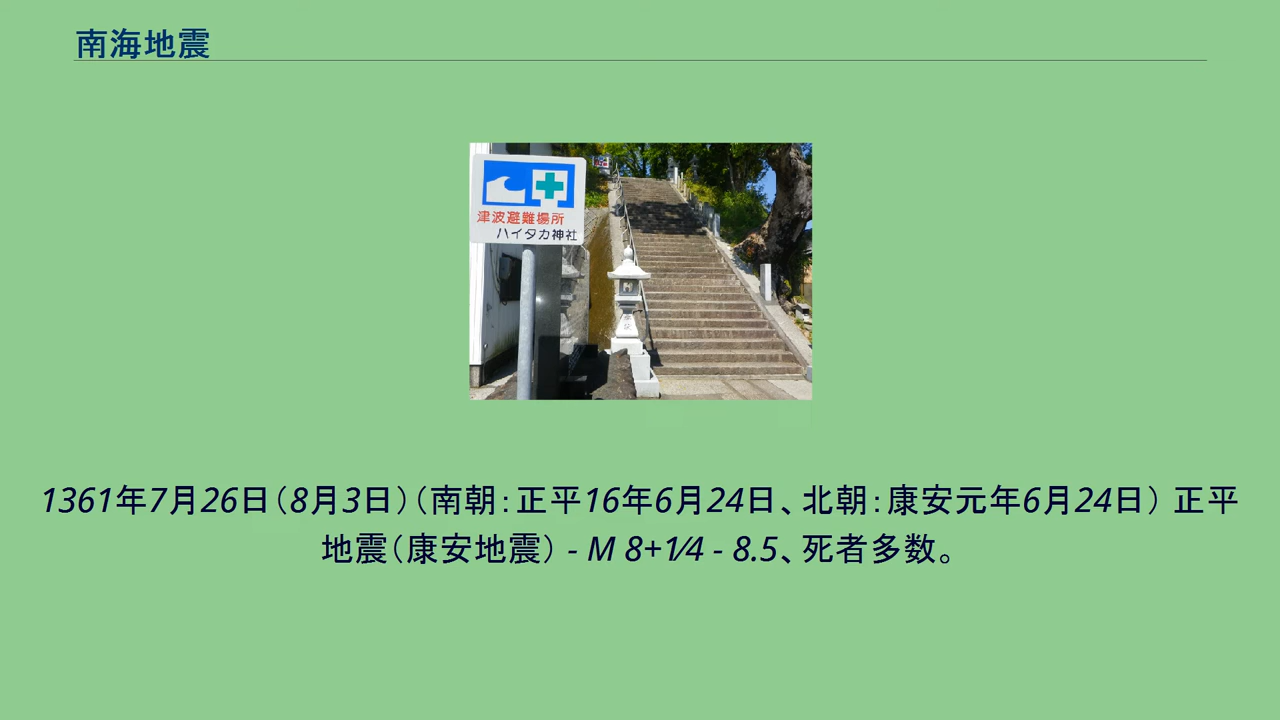 南海地震
津波避難場所
ハイタカ神社
1361年7月26日（8月3日）（南朝：正平16年6月24日、北朝：康安元年6月24日） 正平
地震（康安地震） - M 8+1⁄4 - 8.5、死者多数。